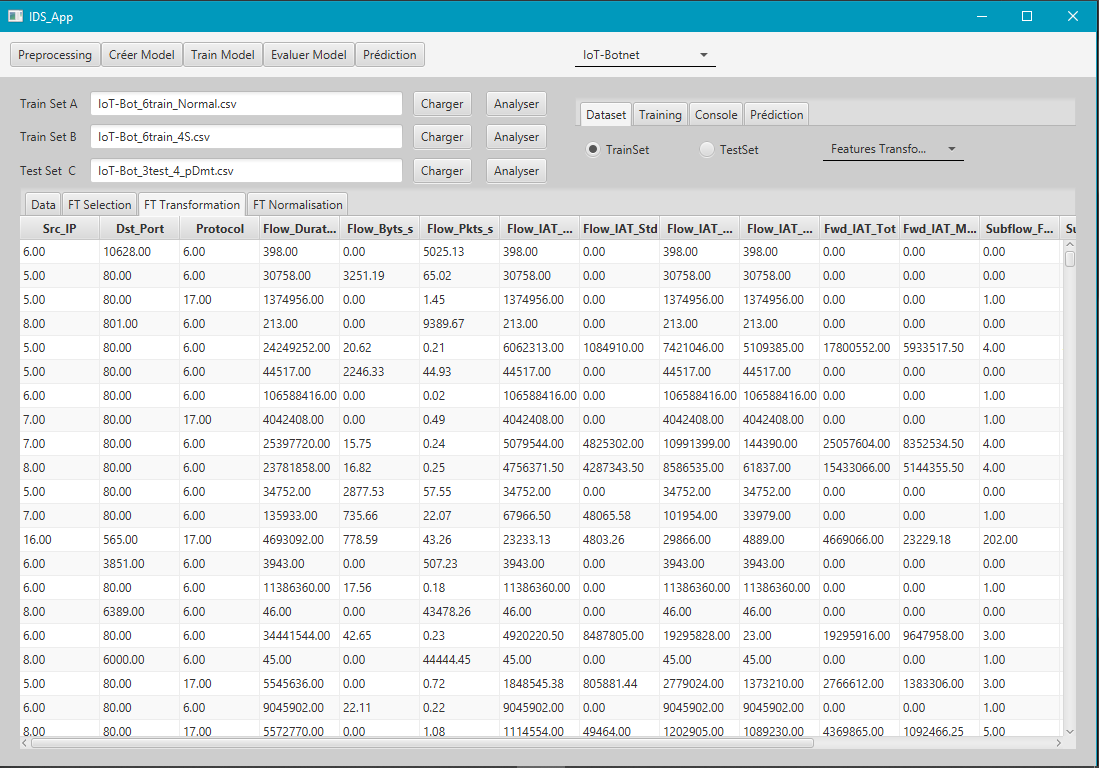 IDS_App
Preprocessing Créer Model Train Model Evaluer Model Prédiction IoT-Botnet
Train Set A IoT-Bot_6train_Normal.csv Charger Analyser
Dataset Training Console Prédiction
Train Set B IoT-Bot_6train_4S.csv Charger Analyser
TrainSet TestSet Features Transfo...
Test Set C IoT-Bot_3test_4_pDmt.csv Charger Analyser
Data FT Selection FT Transformation FT Normalisation
Src_IP Dst_Port Protocol Flow_Durat... Flow_Byts_s Flow_Pkts_s Flow_IAT_... Flow_IAT_Std Flow_IAT_... Flow_IAT_... Fwd_IAT_Tot Fwd_IAT_M... Subflow_F... Su
6.00 10628.00 6.00 398.00 0.00 5025.13 398.00 0.00 398.00 398.00 0.00 0.00 0.00
5.00 80.00 6.00 30758.00 3251.19 65.02 30758.00 0.00 30758.00 30758.00 0.00 0.00 0.00
5.00 80.00 17.00 1374956.00 0.00 1.45 1374956.00 0.00 1374956.00 1374956.00 0.00 0.00 1.00
8.00 801.00 6.00 213.00 0.00 9389.67 213.00 0.00 213.00 213.00 0.00 0.00 0.00
5.00 80.00 6.00 24249252.00 20.62 0.21 6062313.00 1084910.00 7421046.00 5109385.00 17800552.00 5933517.50 4.00
5.00 80.00 6.00 44517.00 2246.33 44.93 44517.00 0.00 44517.00 44517.00 0.00 0.00 0.00
6.00 80.00 6.00 106588416.00 0.00 0.02 106588416.00 0.00 106588416.00 106588416.00 0.00 0.00 1.00
7.00 80.00 17.00 4042408.00 0.00 0.49 4042408.00 0.00 4042408.00 4042408.00 0.00 0.00 1.00
7.00 80.00 6.00 25397720.00 15.75 0.24 5079544.00 4825302.00 10991399.00 144390.00 25057604.00 8352534.50 4.00
8.00 80.00 6.00 23781858.00 16.82 0.25 4756371.50 4287343.50 8586535.00 61837.00 15433066.00 5144355.50 4.00
5.00 80.00 6.00 34752.00 2877.53 57.55 34752.00 0.00 34752.00 34752.00 0.00 0.00 0.00
7.00 80.00 6.00 135933.00 735.66 22.07 67966.50 48065.58 101954.00 33979.00 0.00 0.00 1.00
16.00 565.00 17.00 4693092.00 778.59 43.26 23233.13 4803.26 29866.00 4889.00 4669066.00 23229.18 202.00
6.00 3851.00 6.00 3943.00 0.00 507.23 3943.00 0.00 3943.00 3943.00 0.00 0.00 0.00
6.00 80.00 6.00 11386360.00 17.56 0.18 11386360.00 0.00 11386360.00 11386360.00 0.00 0.00 1.00
8.00 6389.00 6.00 46.00 0.00 43478.26 46.00 0.00 46.00 46.00 0.00 0.00 0.00
6.00 80.00 6.00 34441544.00 42.65 0.23 4920220.50 8487805.00 19295828.00 23.00 19295916.00 9647958.00 3.00
8.00 6000.00 6.00 45.00 0.00 44444.45 45.00 0.00 45.00 45.00 0.00 0.00 1.00
5.00 80.00 17.00 5545636.00 0.00 0.72 1848545.38 805881.44 2779024.00 1373210.00 2766612.00 1383306.00 3.00
6.00 80.00 6.00 9045902.00 22.11 0.22 9045902.00 0.00 9045902.00 9045902.00 0.00 0.00 1.00
8.00 80.00 17.00 5572770.00 0.00 1.08 1114554.00 49464.00 1202905.00 1089230.00 4369865.00 1092466.25 5.00